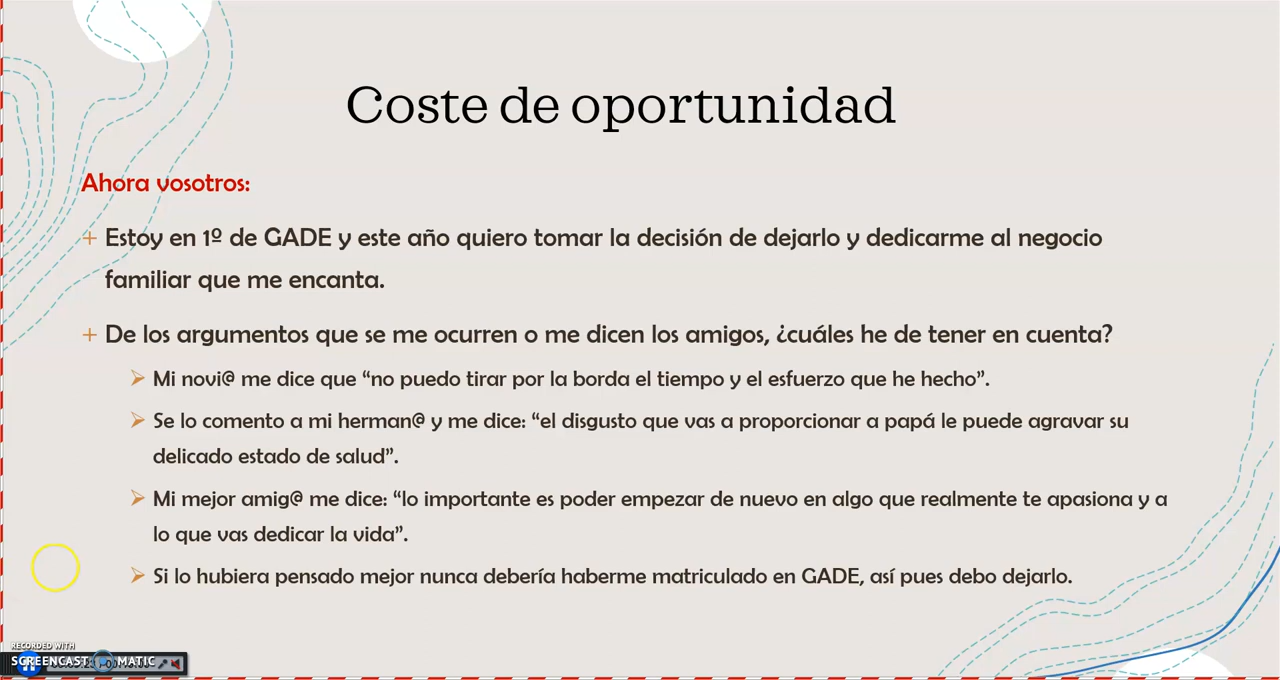 Coste de oportunidad
Ahora vosotros:
+ Estoy en 1º de GADE y este año quiero tomar la decisión de dejarlo y dedicarme al negocio
familiar que me encanta.
+ De los argumentos que se me ocurren o me dicen los amigos, ¿cuáles he de tener en cuenta?
➢ Mi novi@ me dice que “no puedo tirar por la borda el tiempo y el esfuerzo que he hecho”.
➢ Se lo comento a mi herman@ y me dice: “el disgusto que vas a proporcionar a papá le puede agravar su
delicado estado de salud”.
➢ Mi mejor amig@ me dice: “lo importante es poder empezar de nuevo en algo que realmente te apasiona y a
lo que vas dedicar la vida”.
➢ Si lo hubiera pensado mejor nunca debería haberme matriculado en GADE, así pues debo dejarlo.
RECORDED WITH
SCREENCAST MATIC